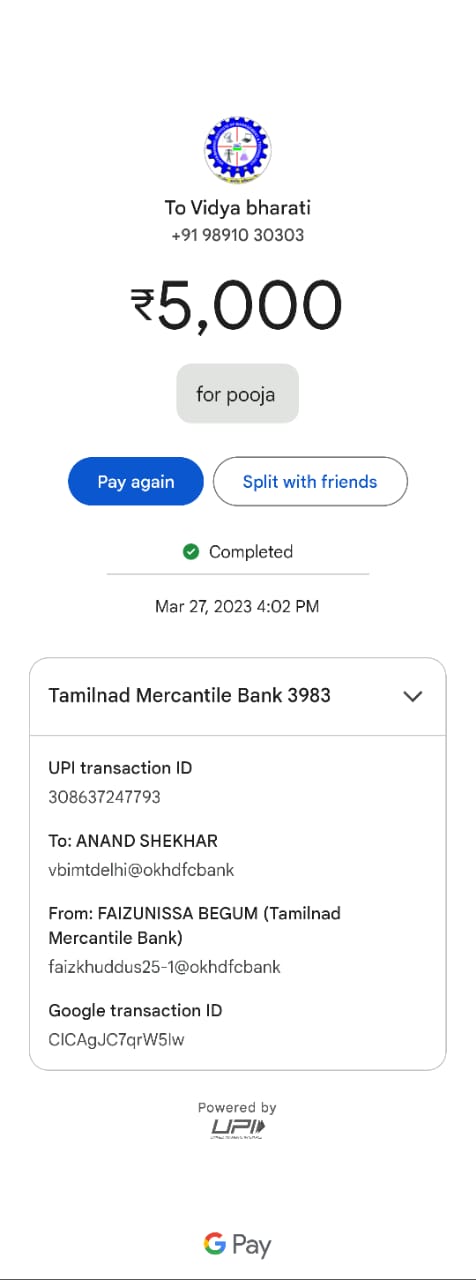 To Vidya bharati
+91 98910 30303
₹5,000
for pooja
Pay again
Split with friends
Completed
Mar 27, 2023 4:02 PM
Tamilnad Mercantile Bank 3983
UPI transaction ID
308637247793
To: ANAND SHEKHAR
vbimtdelhi@okhdfcbank
From: FAIZUNISSA BEGUM (Tamilnad
Mercantile Bank)
faizkhuddus25-1@okhdfcbank
Google transaction ID
CICAgJC7qrW5Iw
Powered by
UPI
G Pay